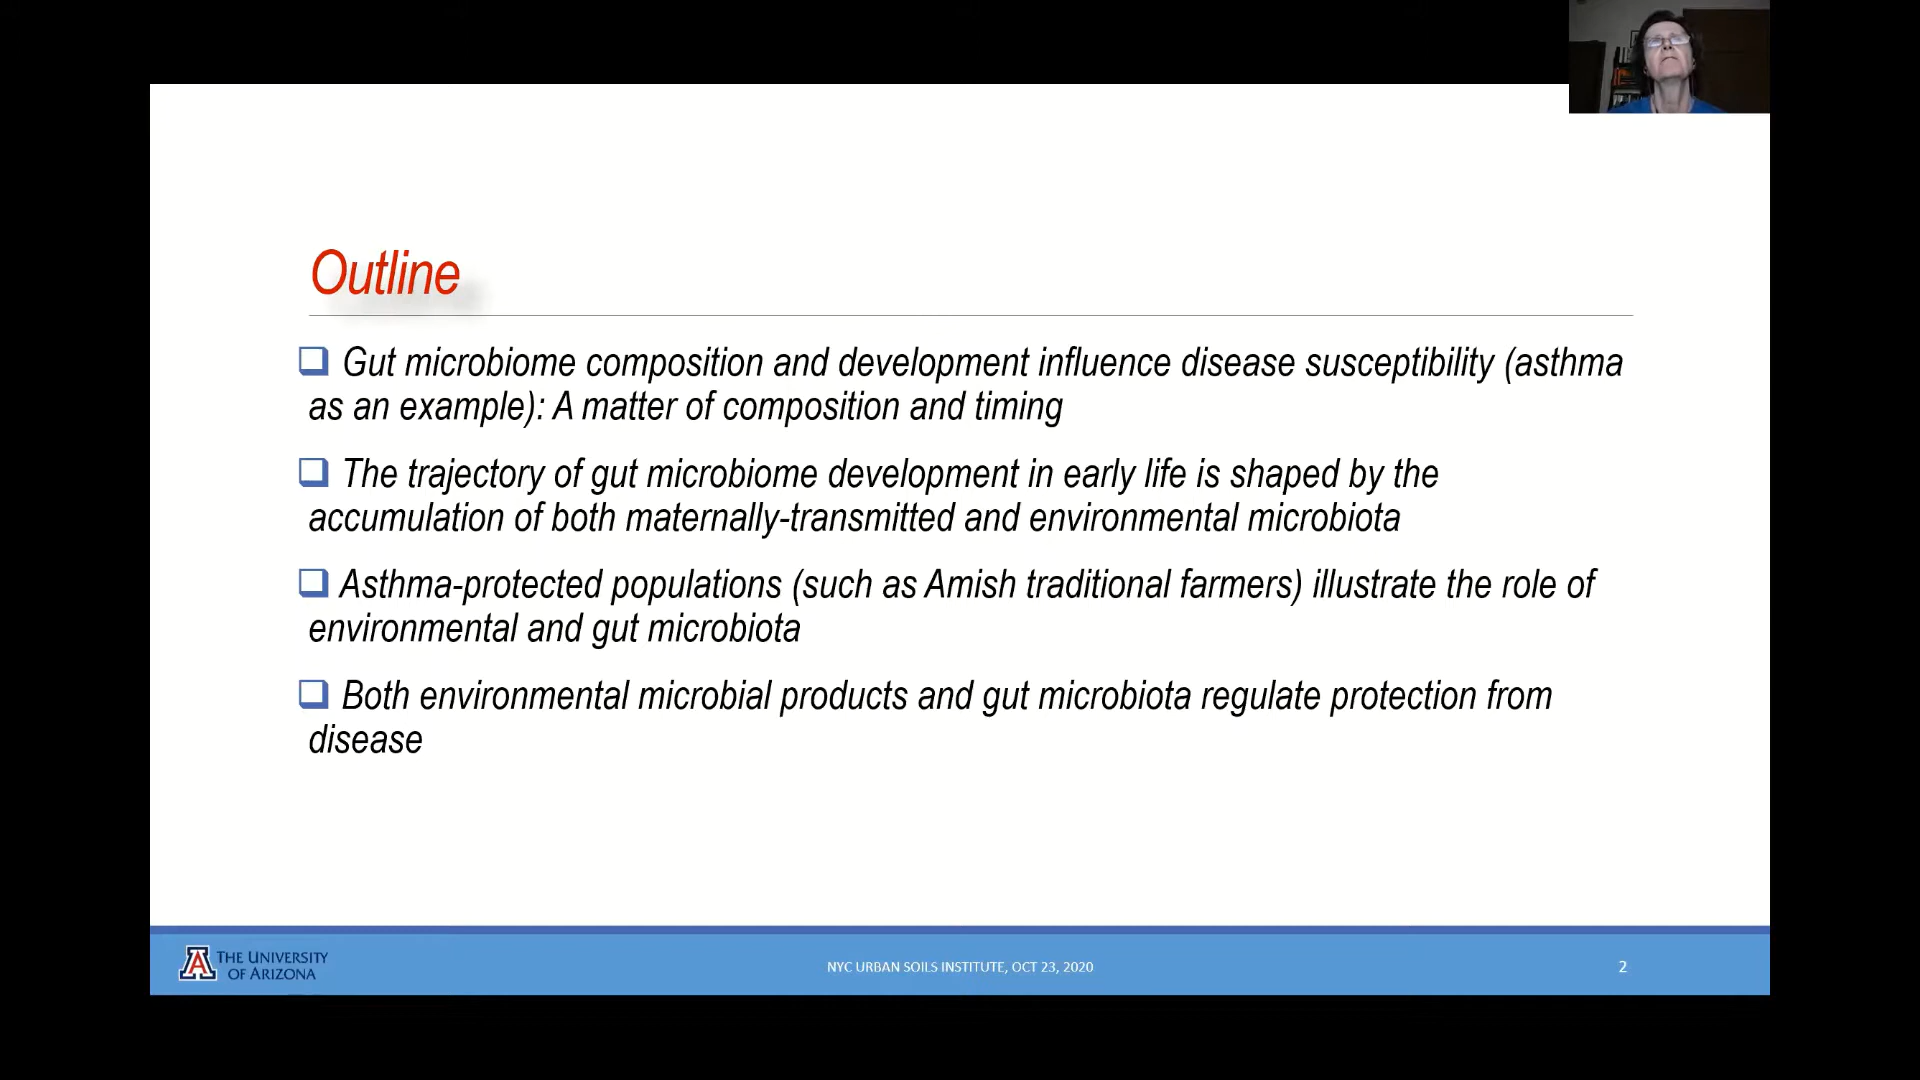 Outline
Gut microbiome composition and development influence disease susceptibility (asthma
as an example): A matter of composition and timing
The trajectory of gut microbiome development in early life is shaped by the
accumulation of both maternally-transmitted and environmental microbiota
Asthma-protected populations (such as Amish traditional farmers) illustrate the role of
environmental and gut microbiota
Both environmental microbial products and gut microbiota regulate protection from
disease
A THE UNIVERSITY
OF ARIZONA
NYC URBAN SOILS INSTITUTE, OCT 23, 2020
2